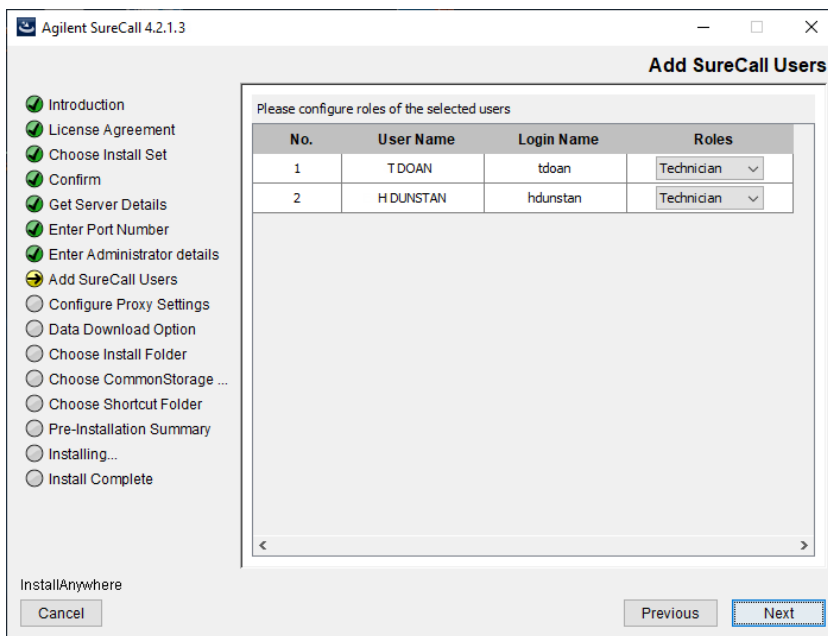 Agilent SureCall 4.2.1.3
Add SureCall Users
Introduction
License Agreement
Choose Install Set
Confirm
Get Server Details
Enter Port Number
Enter Administrator details
Add SureCall Users
Configure Proxy Settings
Data Download Option
Choose Install Folder
Choose CommonStorage ...
Choose Shortcut Folder
Pre-Installation Summary
Installing...
Install Complete
Please configure roles of the selected users
No. User Name Login Name Roles
1 T DOAN tdoan Technician
2 H DUNSTAN hdunstan Technician
InstallAnywhere
Cancel Previous Next